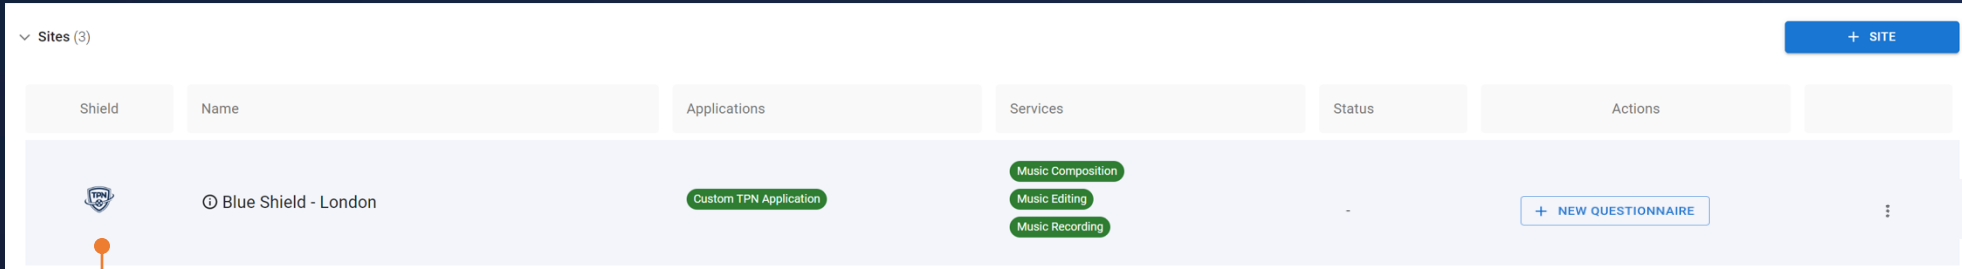 Sites (3)
+ SITE
Shield Name Applications Services Status Actions
TPN
Blue Shield - London
Custom TPN Application
Music Composition
Music Editing
Music Recording
-
+ NEW QUESTIONNAIRE